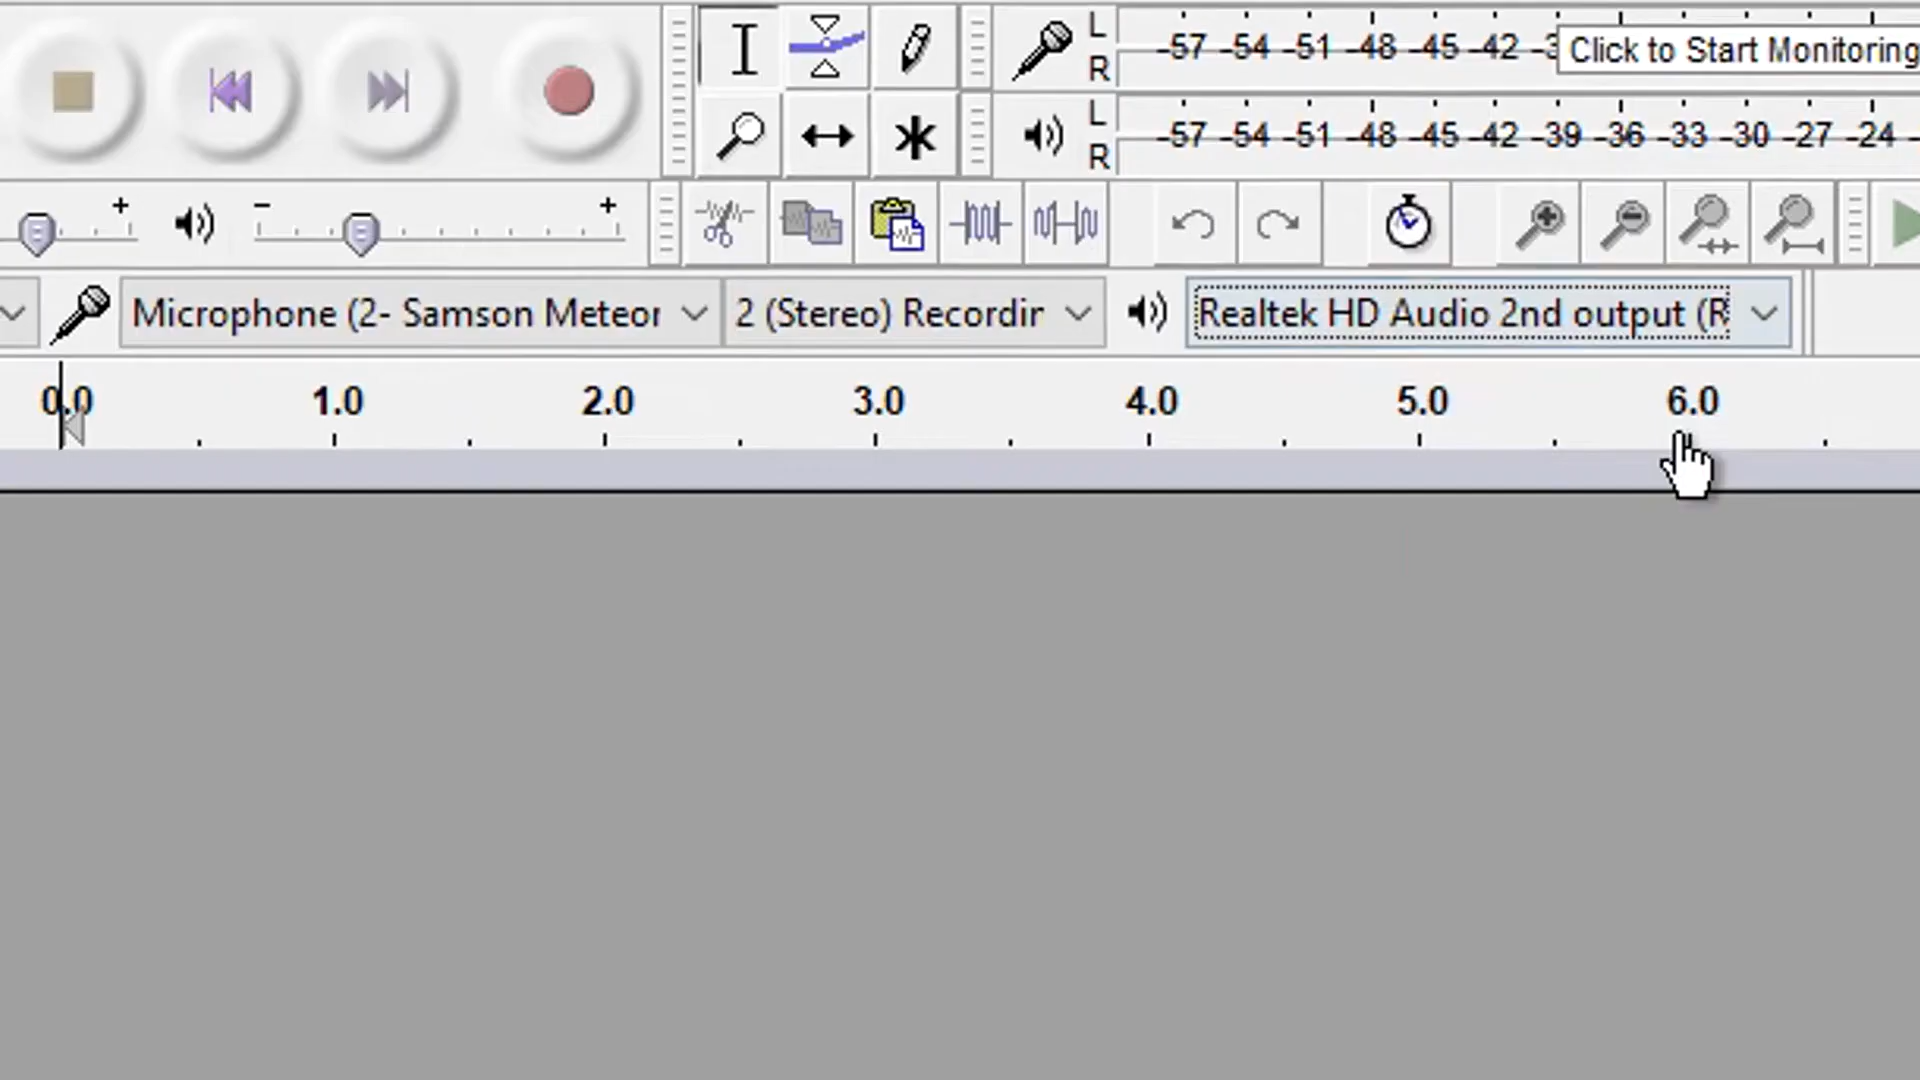 L
R
-57 -54 -51 -48 -45 -42 -3 Click to Start Monitoring
L
R
-57 -54 -51 -48 -45 -42 -39 -36 -33 -30 -27 -24 -
+ - +
Microphone (2- Samson Meteor 2 (Stereo) Recordin Realtek HD Audio 2nd output (R
0.0 1.0 2.0 3.0 4.0 5.0 6.0